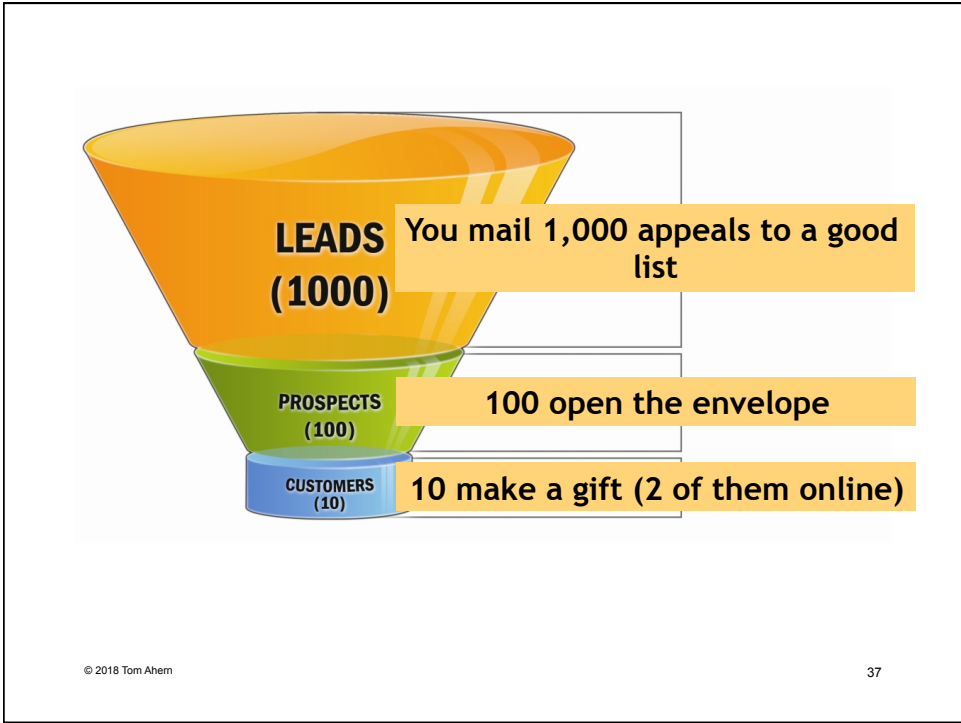 LEADS
(1000)
You mail 1,000 appeals to a good
list
PROSPECTS
(100)
100 open the envelope
CUSTOMERS
(10)
10 make a gift (2 of them online)
© 2018 Tom Ahern
37